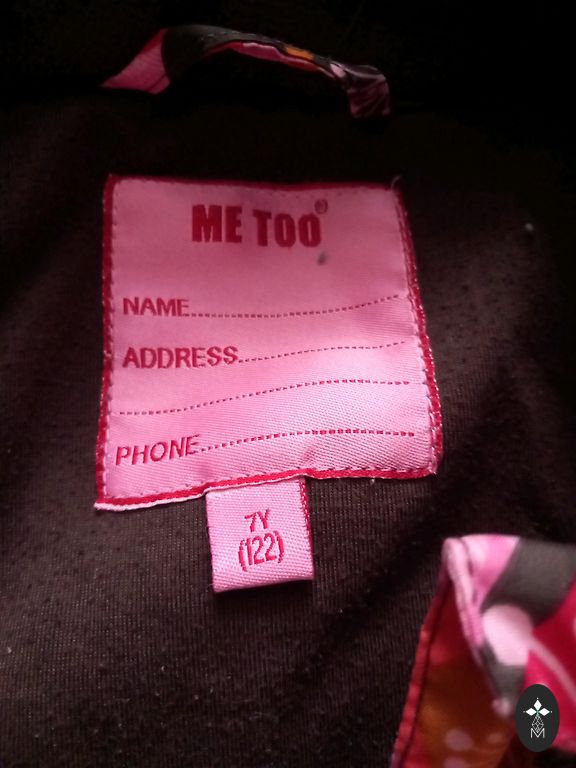 ME TOO®
NAME....................
ADDRESS....................
....................
PHONE....................
7Y
(122)
M